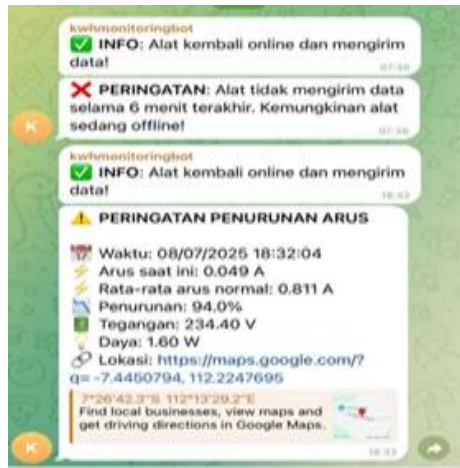 kwhmonitoringbot
✅ INFO: Alat kembali online dan mengirim
data!
07:39
❌ PERINGATAN: Alat tidak mengirim data
selama 6 menit terakhir. Kemungkinan alat
sedang offline!
K
kwhmonitoringbot
✅ INFO: Alat kembali online dan mengirim
data!
⚠️ PERINGATAN PENURUNAN ARUS
Waktu: 08/07/2025 18:32:04
⚡ Arus saat ini: 0.049 A
⚡ Rata-rata arus normal: 0.811 A
Penurunan: 94.0%
Tegangan: 234.40 V
Daya: 1.60 W
Lokasi: https://maps.google.com/?
q= -7.4450794, 112.2247695
7°26'42.3"S 112°13'29.2"E
Find local businesses, view maps and
get driving directions in Google Maps.
K